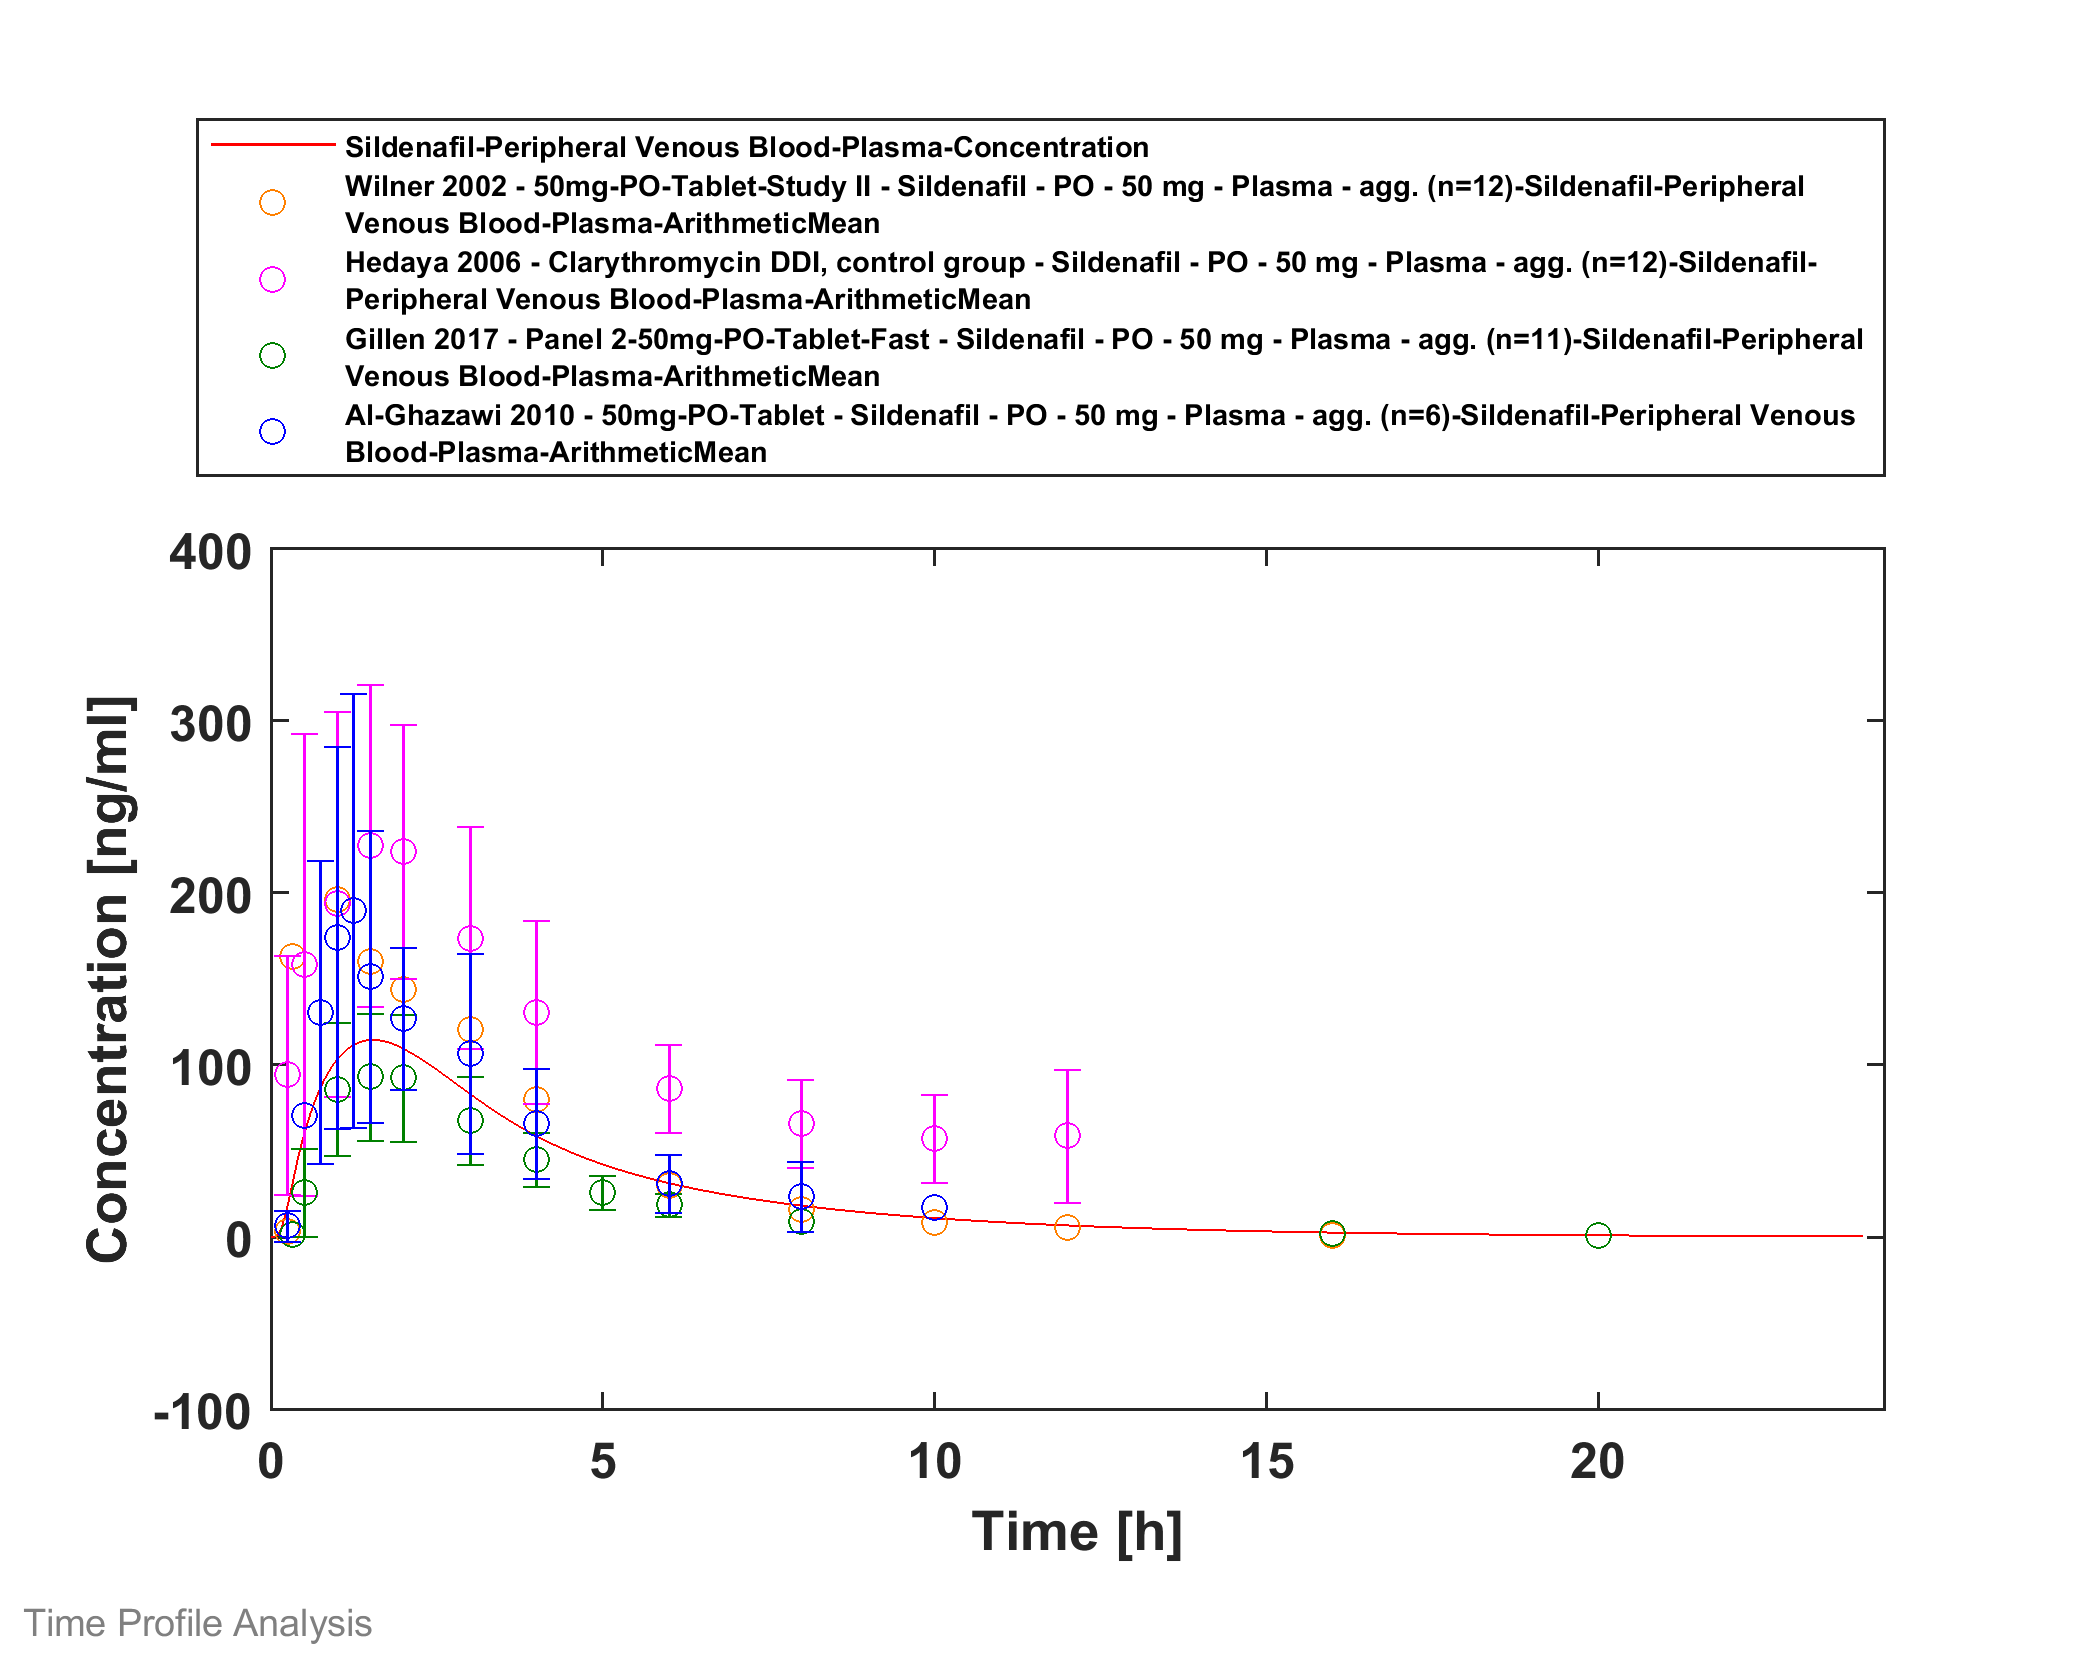 Sildenafil-Peripheral Venous Blood-Plasma-Concentration
Wilner 2002 - 50mg-PO-Tablet-Study II - Sildenafil - PO - 50 mg - Plasma - agg. (n=12)-Sildenafil-Peripheral
Venous Blood-Plasma-ArithmeticMean
Hedaya 2006 - Clarythromycin DDI, control group - Sildenafil - PO - 50 mg - Plasma - agg. (n=12)-Sildenafil-
Peripheral Venous Blood-Plasma-ArithmeticMean
Gillen 2017 - Panel 2-50mg-PO-Tablet-Fast - Sildenafil - PO - 50 mg - Plasma - agg. (n=11)-Sildenafil-Peripheral
Venous Blood-Plasma-ArithmeticMean
Al-Ghazawi 2010 - 50mg-PO-Tablet - Sildenafil - PO - 50 mg - Plasma - agg. (n=6)-Sildenafil-Peripheral Venous
Blood-Plasma-ArithmeticMean
400
300
200
100
0
-100
Concentration [ng/ml]
0 5 10 15 20
Time [h]
Time Profile Analysis